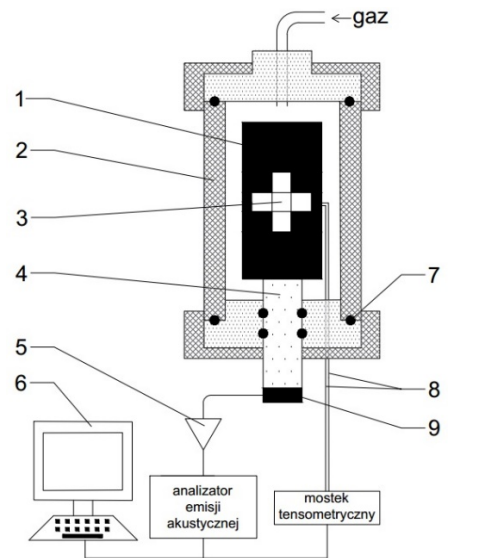 gaz
1
2
3
4
5
6
7
8
9
analizator
emisji
akustycznej
mostek
tensometryczny